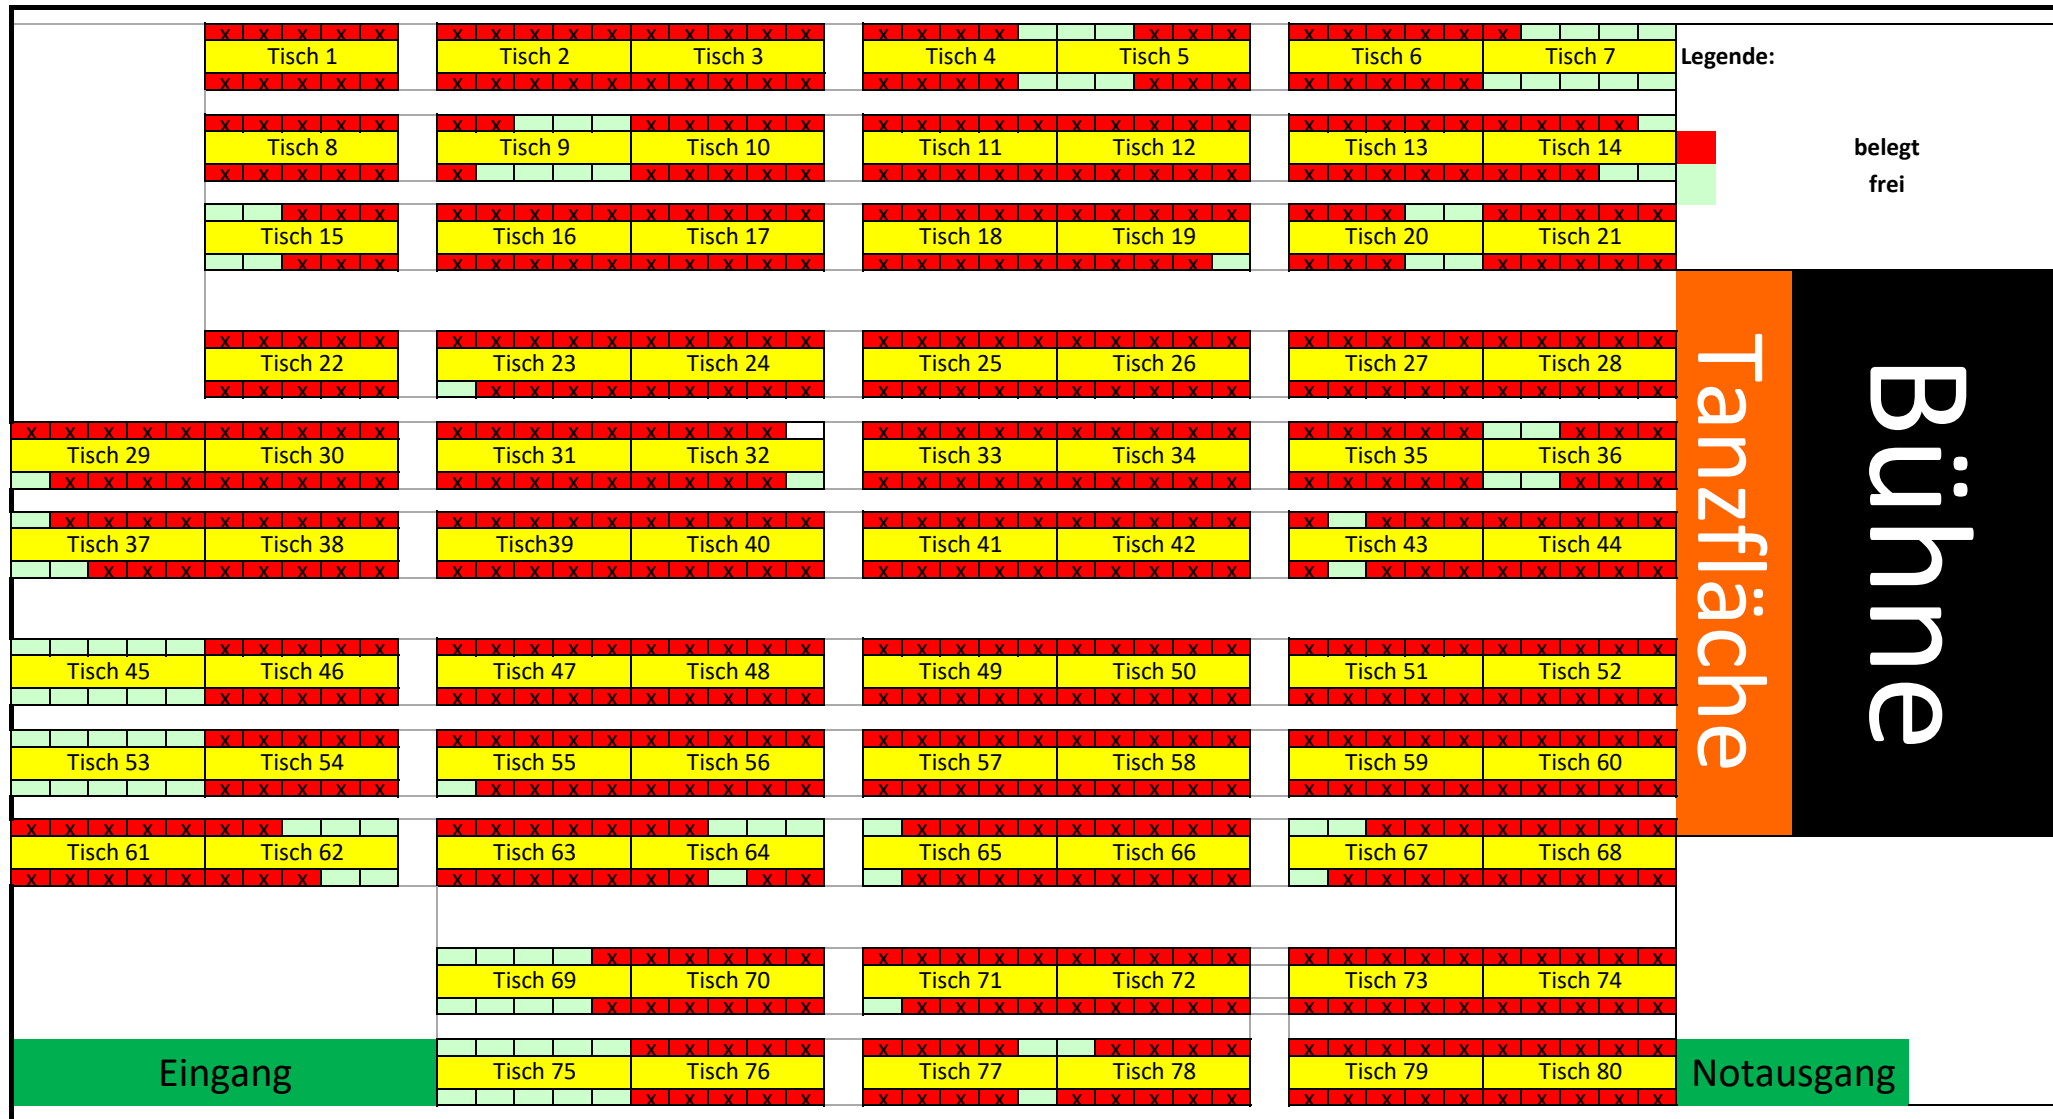 x x x x x x x x x x x x x x x x x x x x x x x x x x x x
Tisch 1 Tisch 2 Tisch 3 Tisch 4 Tisch 5 Tisch 6 Tisch 7 Legende:
x x x x x x x x x x x x x x x x x x x x x x x x x x x
x x x x x x x x x x x x x x x x x x x x x x x x x x x x x x x
Tisch 8 Tisch 9 Tisch 10 Tisch 11 Tisch 12 Tisch 13 Tisch 14 belegt
x x x x x x x x x x x x x x x x x x x x x x x x x x x x x
frei
x x x x x x x x x x x x x x x x x x x x x x x x x x x x x x x
Tisch 15 Tisch 16 Tisch 17 Tisch 18 Tisch 19 Tisch 20 Tisch 21
x x x x x x x x x x x x x x x x x x x x x x x x x x x x x x
x x x x x x x x x x x x x x x x x x x x x x x x x x x x x x x x x x x
Tisch 22 Tisch 23 Tisch 24 Tisch 25 Tisch 26 Tisch 27 Tisch 28
x x x x x x x x x x x x x x x x x x x x x x x x x x x x x x x x x x
x x x x x x x x x x x x x x x x x x x x x x x x x x x x x x x x x x x x x
Tisch 29 Tisch 30 Tisch 31 Tisch 32 Tisch 33 Tisch 34 Tisch 35 Tisch 36
x x x x x x x x x x x x x x x x x x x x x x x x x x x x x x x x x x x x
x x x x x x x x x x x x x x x x x x x x x x x x x x x x x x x x x x x x x x
Tisch 37 Tisch 38 Tisch39 Tisch 40 Tisch 41 Tisch 42 Tisch 43 Tisch 44
x x x x x x x x x x x x x x x x x x x x x x x x x x x x x x x x x x x x x
x x x x x x x x x x x x x x x x x x x x x x x x x x x x x x x x x x x
Tisch 45 Tisch 46 Tisch 47 Tisch 48 Tisch 49 Tisch 50 Tisch 51 Tisch 52
x x x x x x x x x x x x x x x x x x x x x x x x x x x x x x x x x x x
x x x x x x x x x x x x x x x x x x x x x x x x x x x x x x x x x x x
Tisch 53 Tisch 54 Tisch 55 Tisch 56 Tisch 57 Tisch 58 Tisch 59 Tisch 60
x x x x x x x x x x x x x x x x x x x x x x x x x x x x x x x x x x
x x x x x x x x x x x x x x x x x x x x x x x x x x x x x x x
Tisch 61 Tisch 62 Tisch 63 Tisch 64 Tisch 65 Tisch 66 Tisch 67 Tisch 68
x x x x x x x x x x x x x x x x x x x x x x x x x x x x x x x x x x x
x x x x x x x x x x x x x x x x x x x x x x x x x x
Tisch 69 Tisch 70 Tisch 71 Tisch 72 Tisch 73 Tisch 74
x x x x x x x x x x x x x x x x x x x x x x x x x
x x x x x x x x x x x x x x x x x x x x x x x
Eingang Tisch 75 Tisch 76 Tisch 77 Tisch 78 Tisch 79 Tisch 80 Notausgang
x x x x x x x x x x x x x x x x x x x x x x x x
Tanzfläche
Bühne